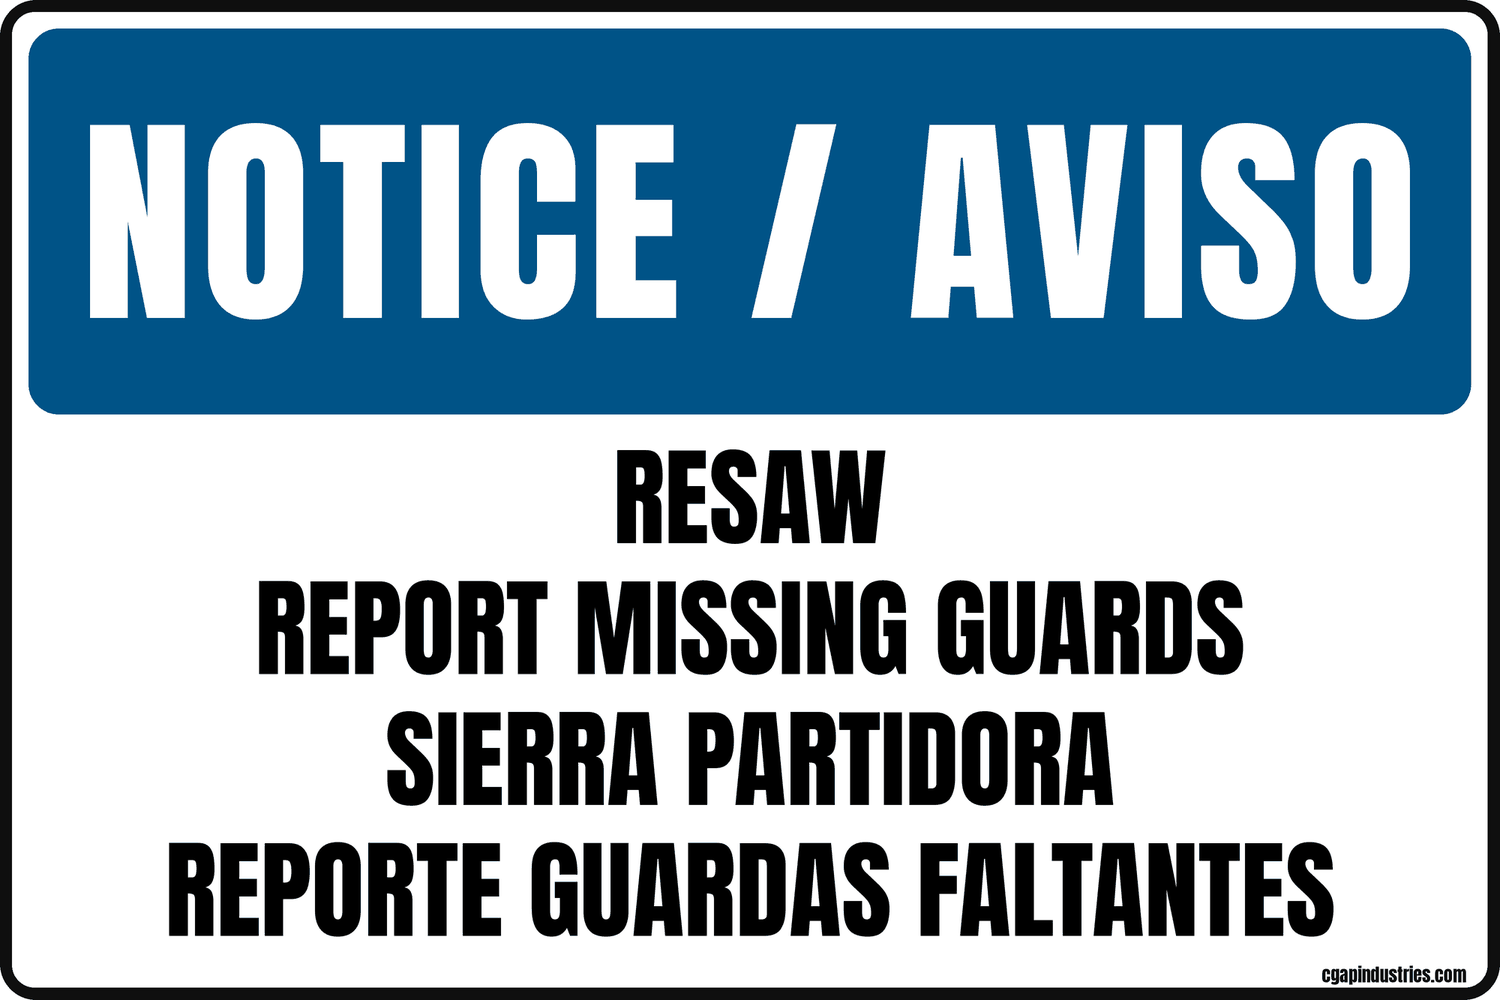 NOTICE / AVISO
RESAW
REPORT MISSING GUARDS
SIERRA PARTIDORA
REPORTE GUARDAS FALTANTES
cgapindustries.com